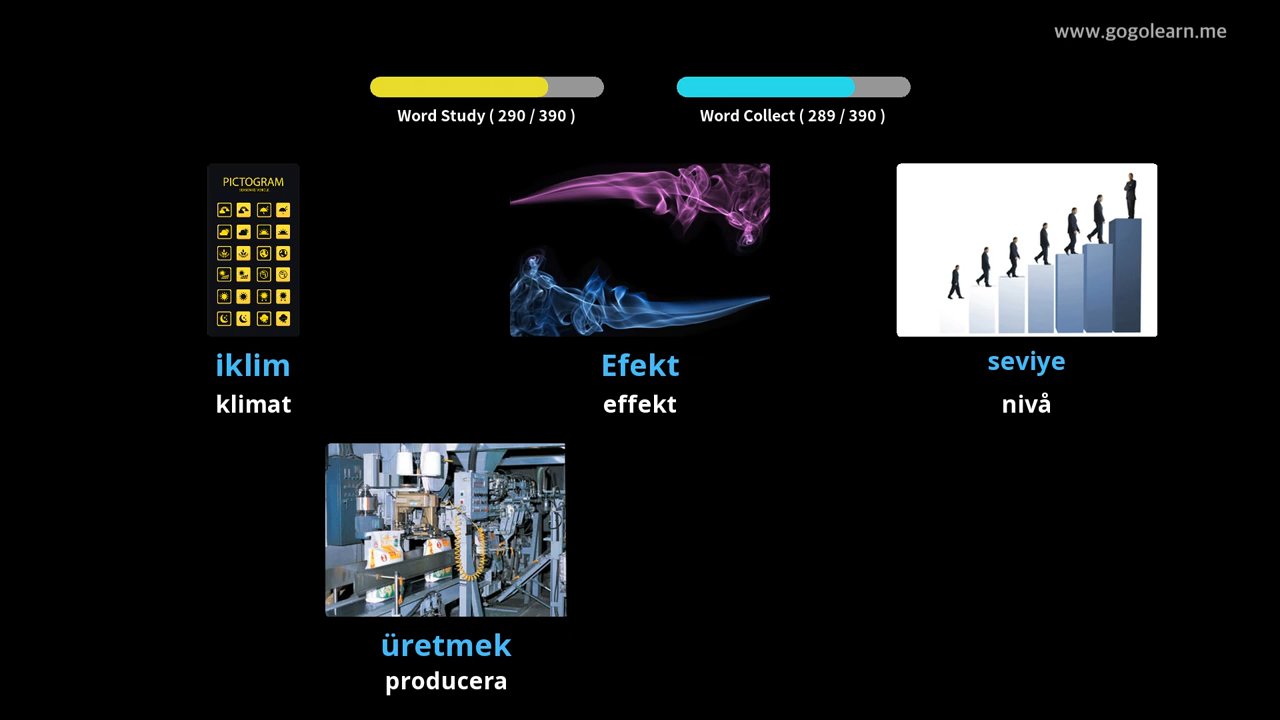 www.gogolearn.me
Word Study ( 290 / 390 )
Word Collect ( 289 / 390 )
PICTOGRAM
iklim
klimat
Efekt
effekt
seviye
nivå
üretmek
producera